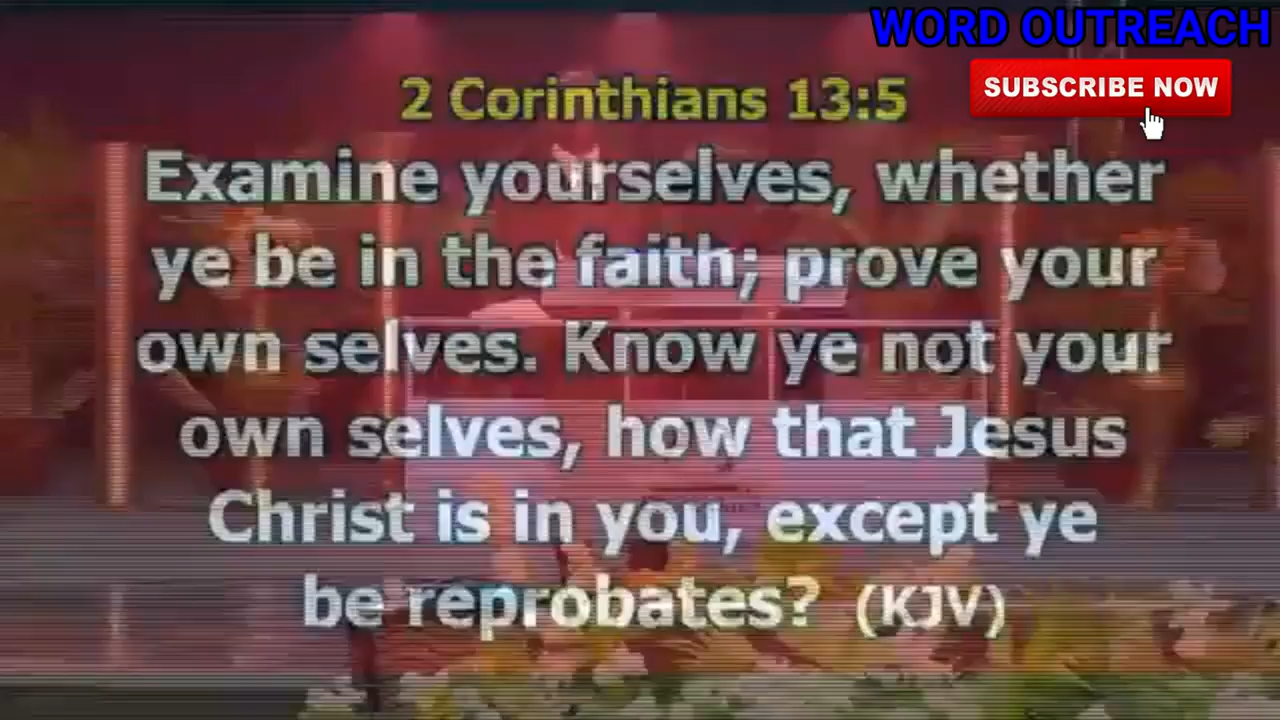 WORD OUTREACH
SUBSCRIBE NOW
2 Corinthians 13:5
Examine yourselves, whether
ye be in the faith; prove your
own selves. Know ye not your
own selves, how that Jesus
Christ is in you, except ye
be reprobates? (KJV)